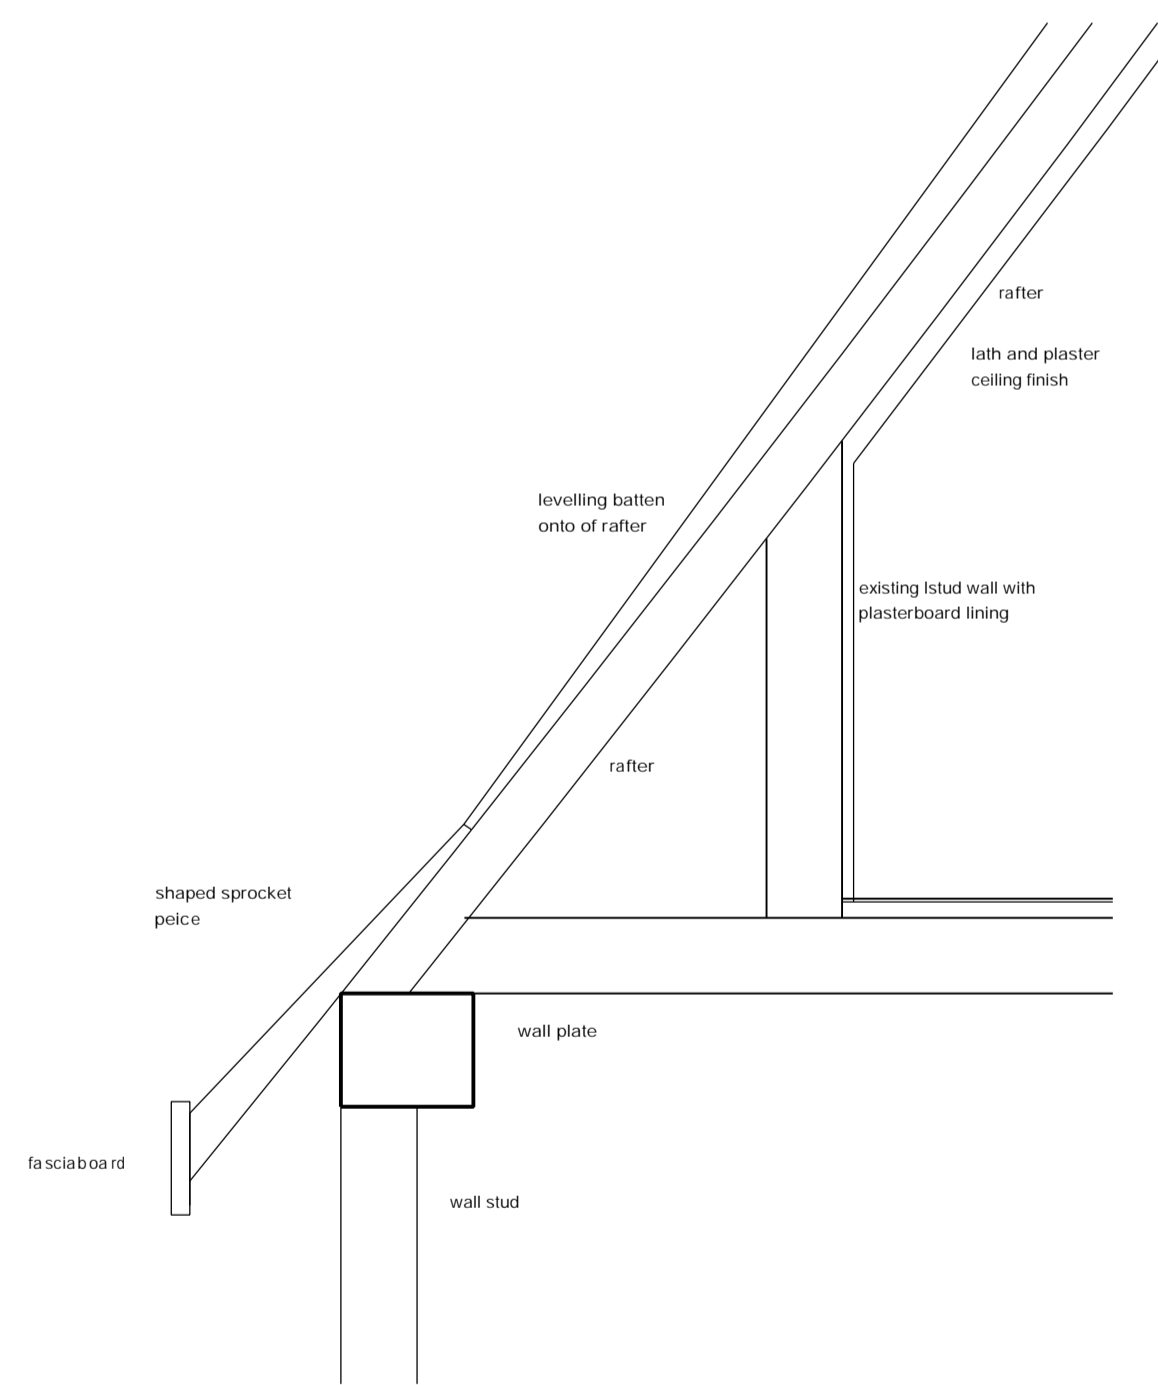 rafter
lath and plaster
ceiling finish
levelling batten
onto of rafter
existing lstud wall with
plasterboard lining
rafter
shaped sprocket
peice
wall plate
fasciaboard
wall stud